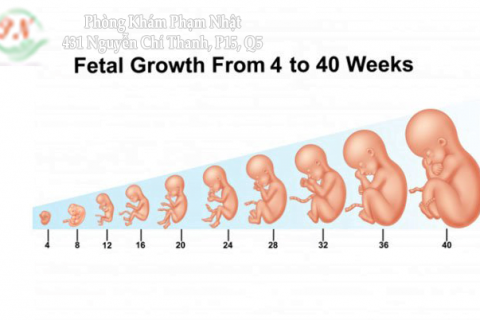 PN
Phòng Khám Phạm Nhật
431 Nguyễn Chí Thanh, P15, Q5
Fetal Growth From 4 to 40 Weeks
4 8 12 16 20 24 28 32 36 40